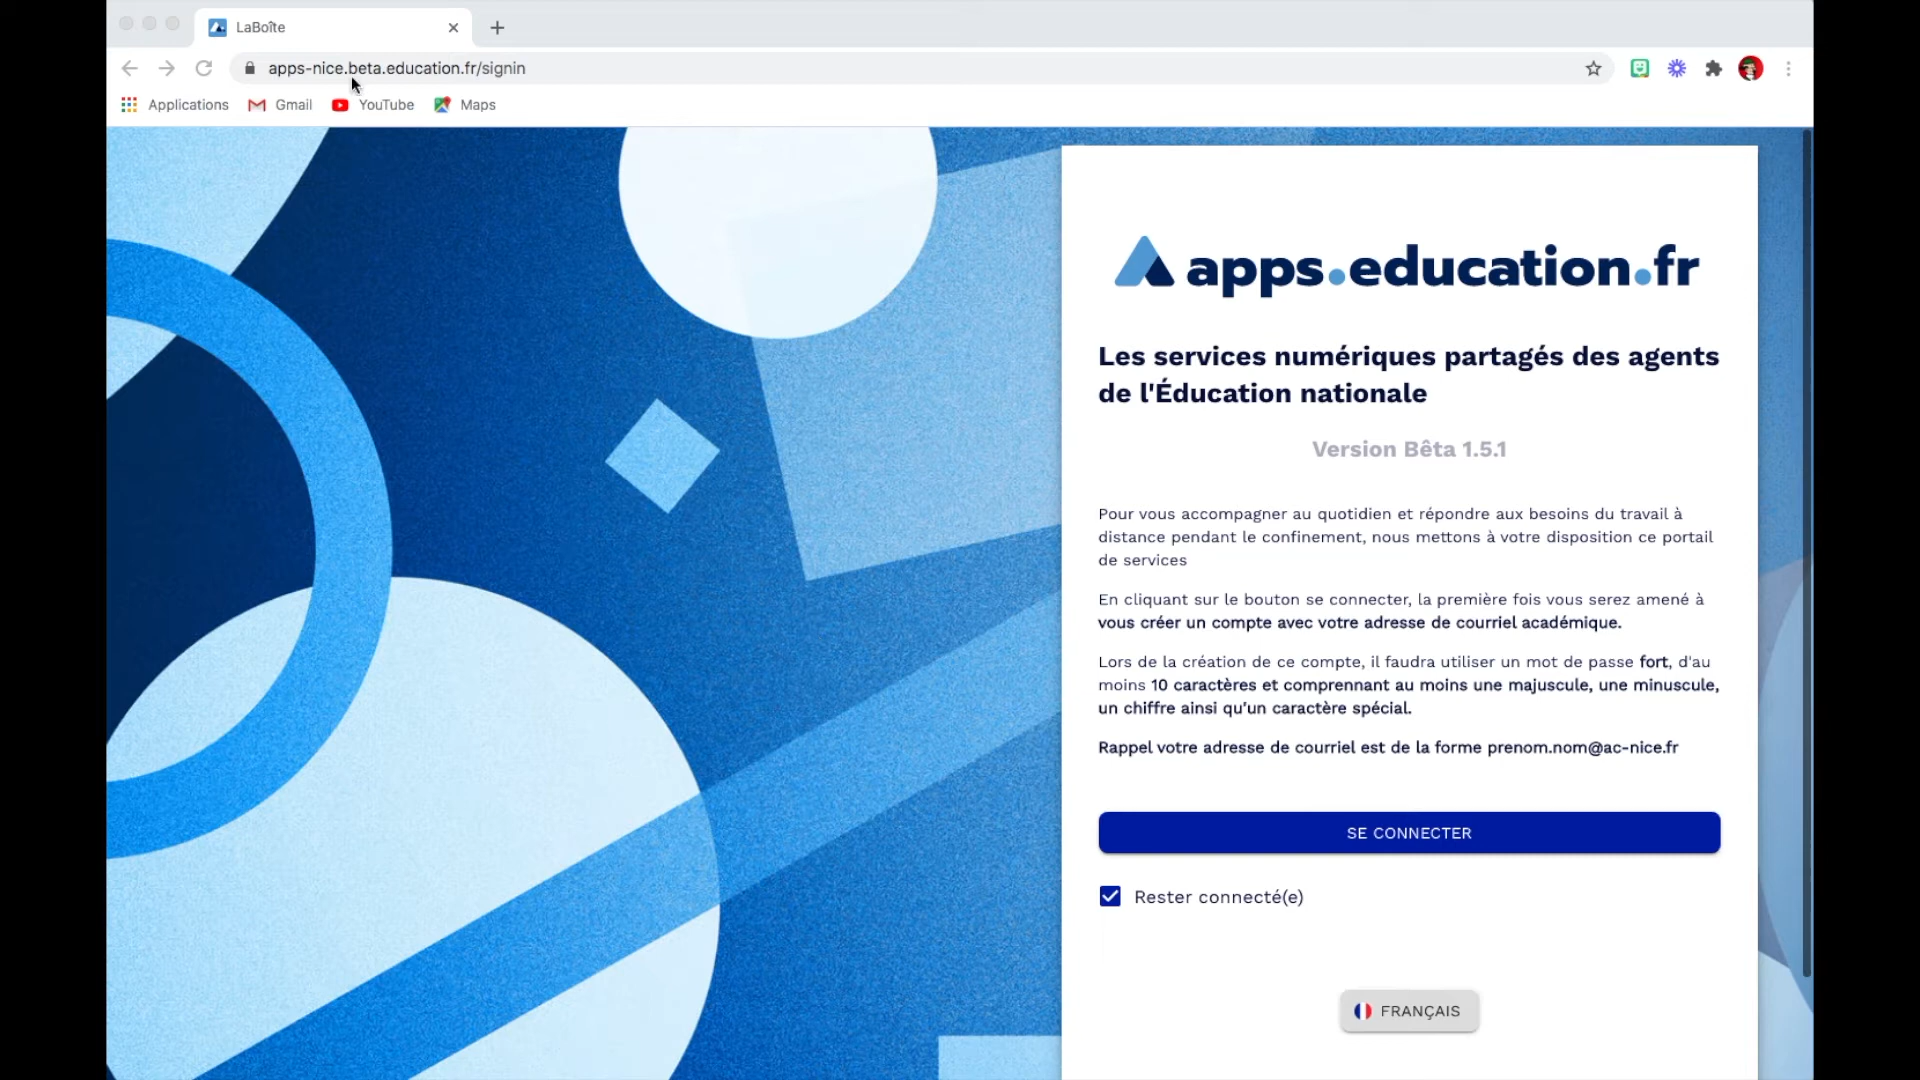 LaBoîte
apps-nice.beta.education.fr/signin
Applications Gmail YouTube Maps
apps.education.fr
Les services numériques partagés des agents
de l'Éducation nationale
Version Bêta 1.5.1
Pour vous accompagner au quotidien et répondre aux besoins du travail à
distance pendant le confinement, nous mettons à votre disposition ce portail
de services
En cliquant sur le bouton se connecter, la première fois vous serez amené à
vous créer un compte avec votre adresse de courriel académique.
Lors de la création de ce compte, il faudra utiliser un mot de passe fort, d'au
moins 10 caractères et comprennant au moins une majuscule, une minuscule,
un chiffre ainsi qu'un caractère spécial.
Rappel votre adresse de courriel est de la forme prenom.nom@ac-nice.fr
SE CONNECTER
Rester connecté(e)
FRANÇAIS